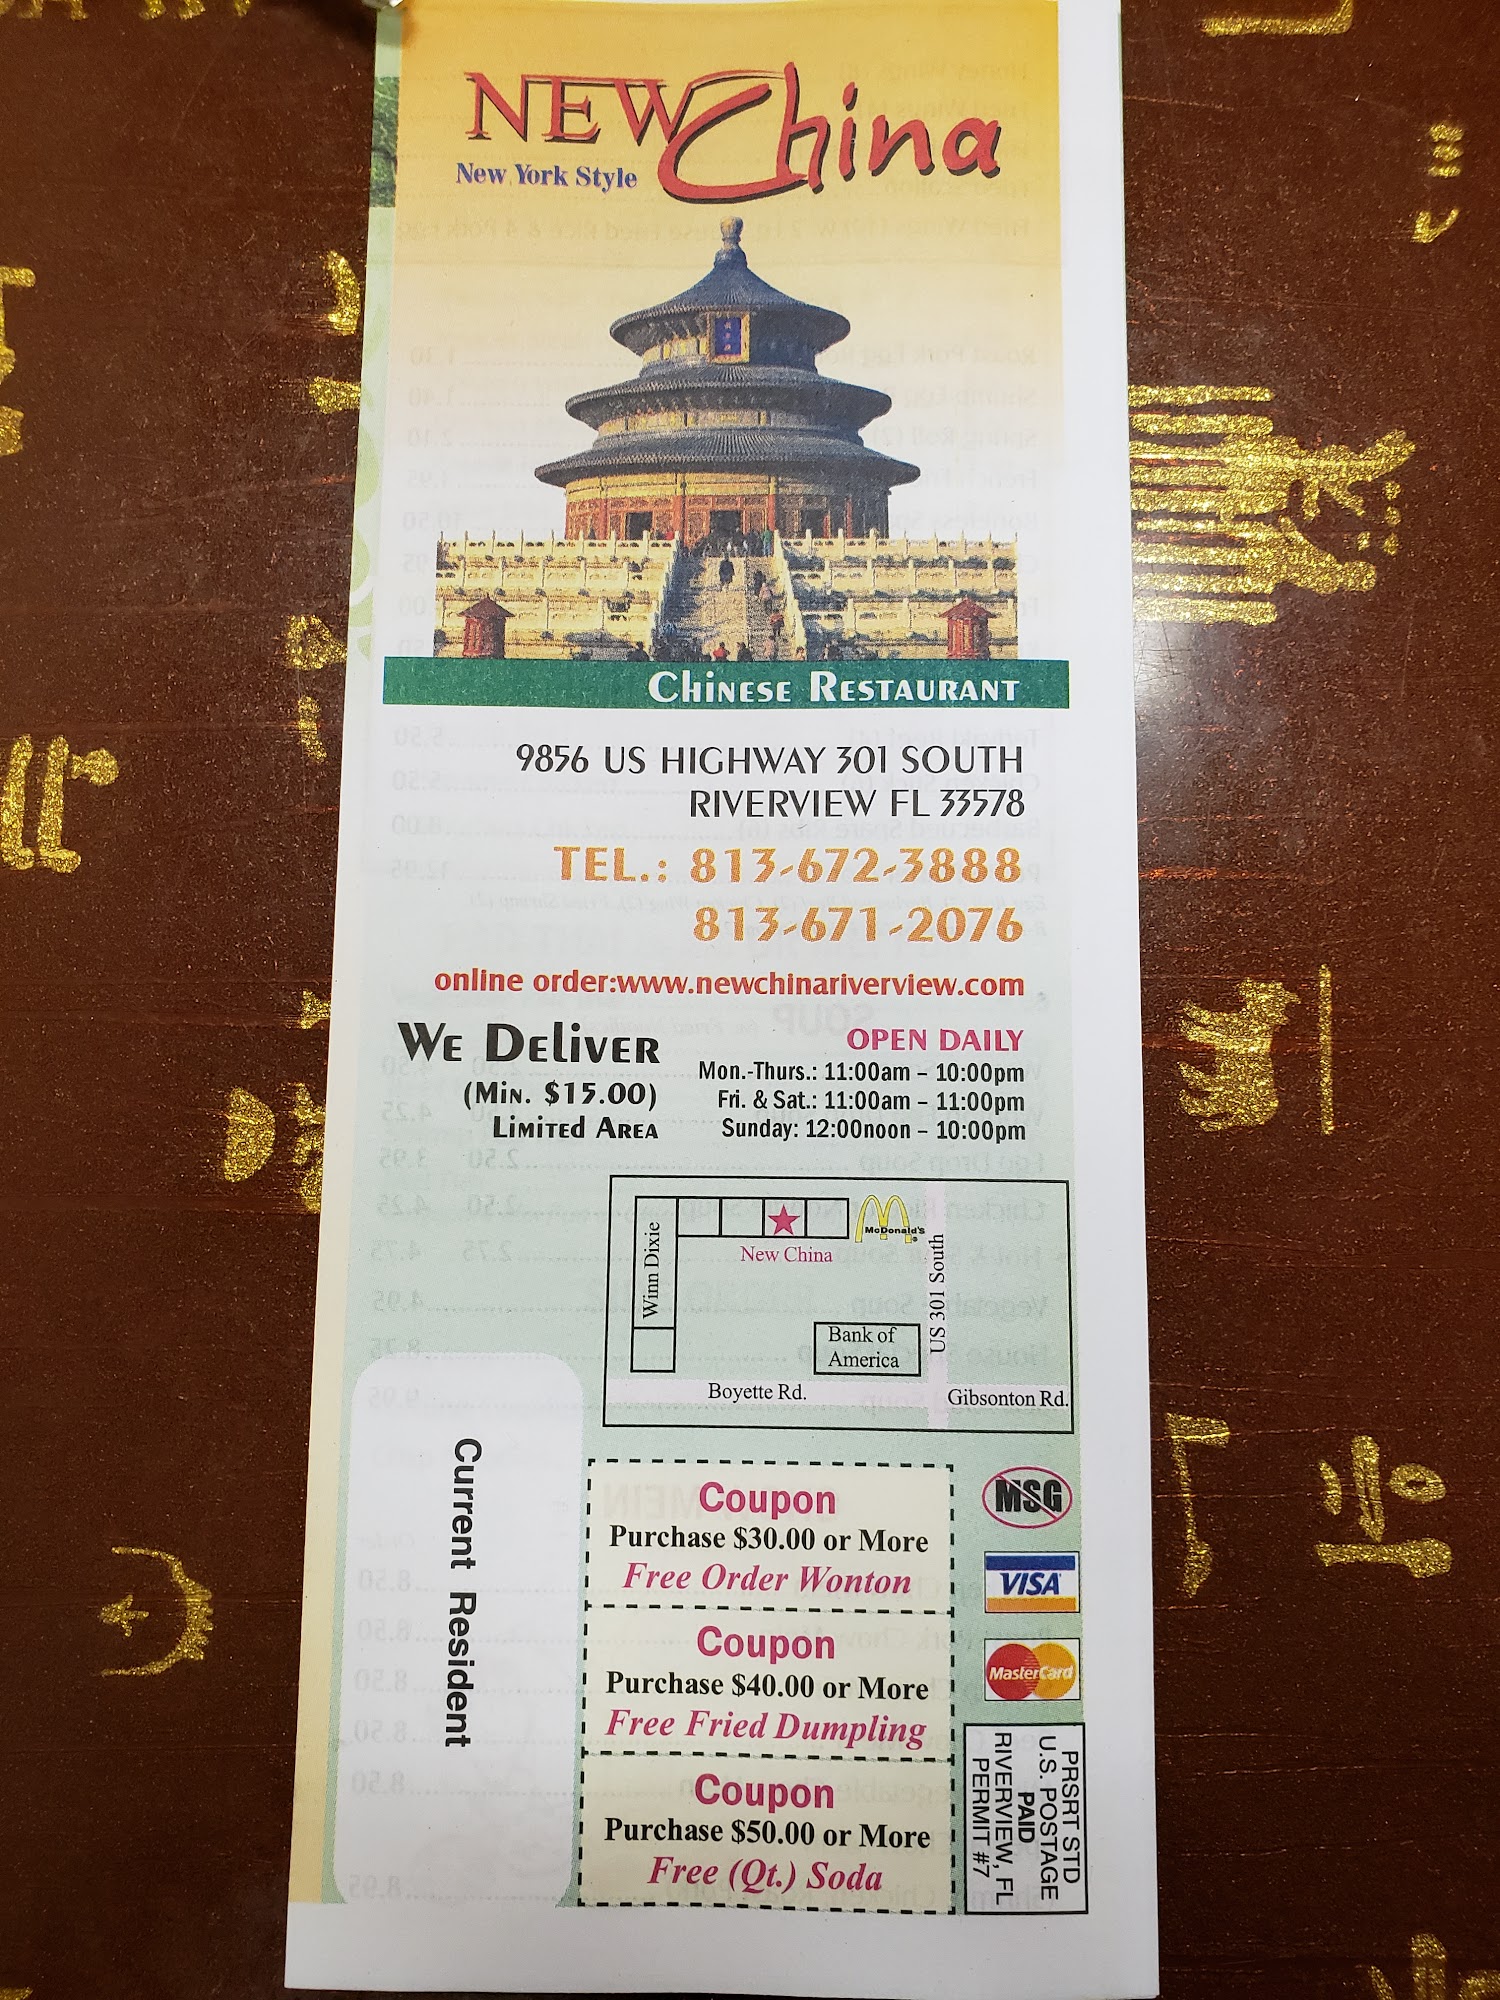 NEW China
New York Style
CHINESE RESTAURANT
9856 US HIGHWAY 301 SOUTH
RIVERVIEW FL 33578
TEL.: 813-672-3888
813-671-2076
online order:www.newchinariverview.com
WE DELIVER
(MIN. $15.00)
LIMITED AREA
OPEN DAILY
Mon.-Thurs.: 11:00am – 10:00pm
Fri. & Sat.: 11:00am – 11:00pm
Sunday: 12:00noon – 10:00pm
Winn Dixie
New China
McDonald's
US 301 South
Bank of
America
Boyette Rd.
Gibsonton Rd.
Current Resident
Coupon
Purchase $30.00 or More
Free Order Wonton
Coupon
Purchase $40.00 or More
Free Fried Dumpling
Coupon
Purchase $50.00 or More
Free (Qt.) Soda
MSG
VISA
MasterCard
PRSRT STD
U.S. POSTAGE
PAID
RIVERVIEW, FL
PERMIT #7